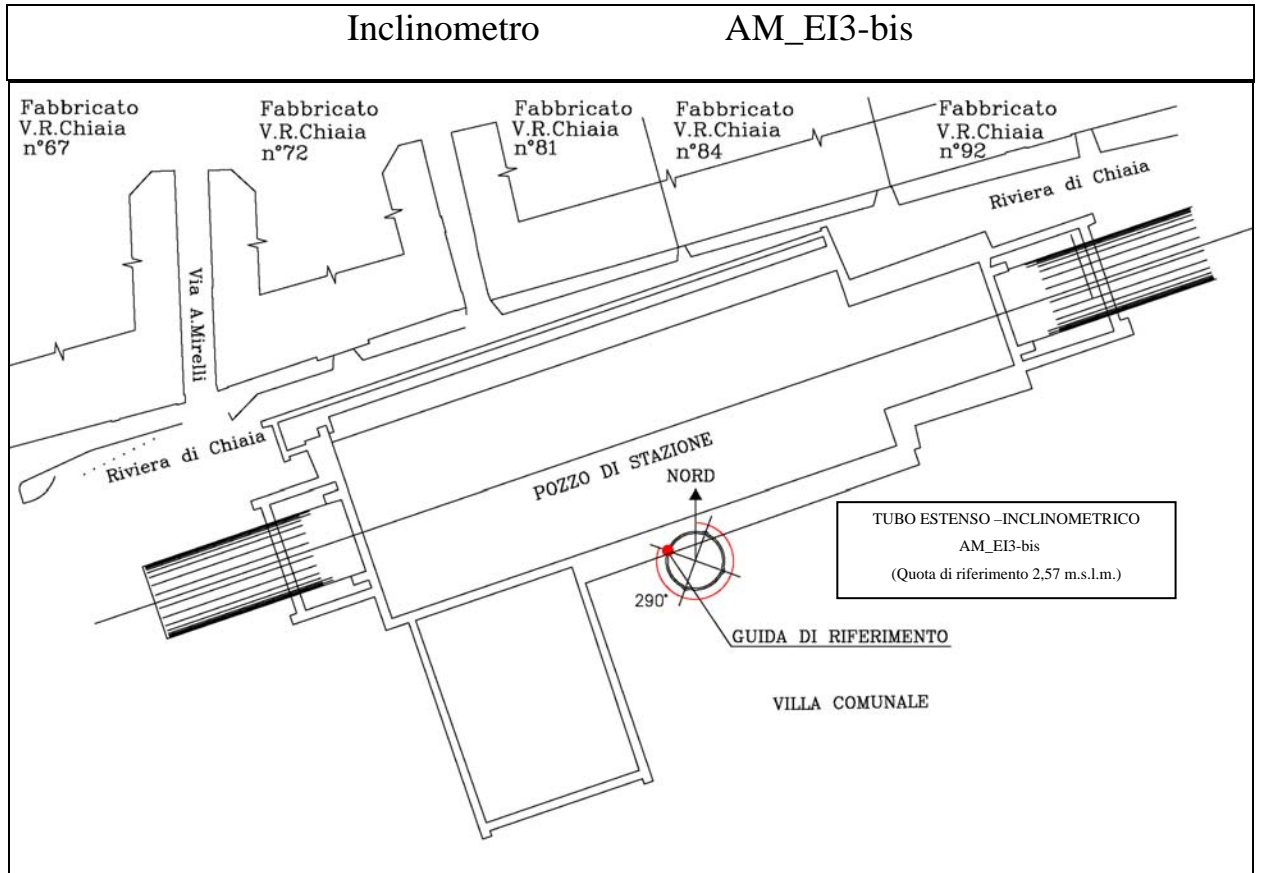 Inclinometro AM_EI3-bis
Fabbricato
V.R.Chiaia
n°67
Fabbricato
V.R.Chiaia
n°72
Fabbricato
V.R.Chiaia
n°81
Fabbricato
V.R.Chiaia
n°84
Fabbricato
V.R.Chiaia
n°92
Riviera di Chiaia
Via A.Mirelli
Riviera di Chiaia
POZZO DI STAZIONE
NORD
TUBO ESTENSO –INCLINOMETRICO
AM_EI3-bis
(Quota di riferimento 2,57 m.s.l.m.)
290°
GUIDA DI RIFERIMENTO
VILLA COMUNALE